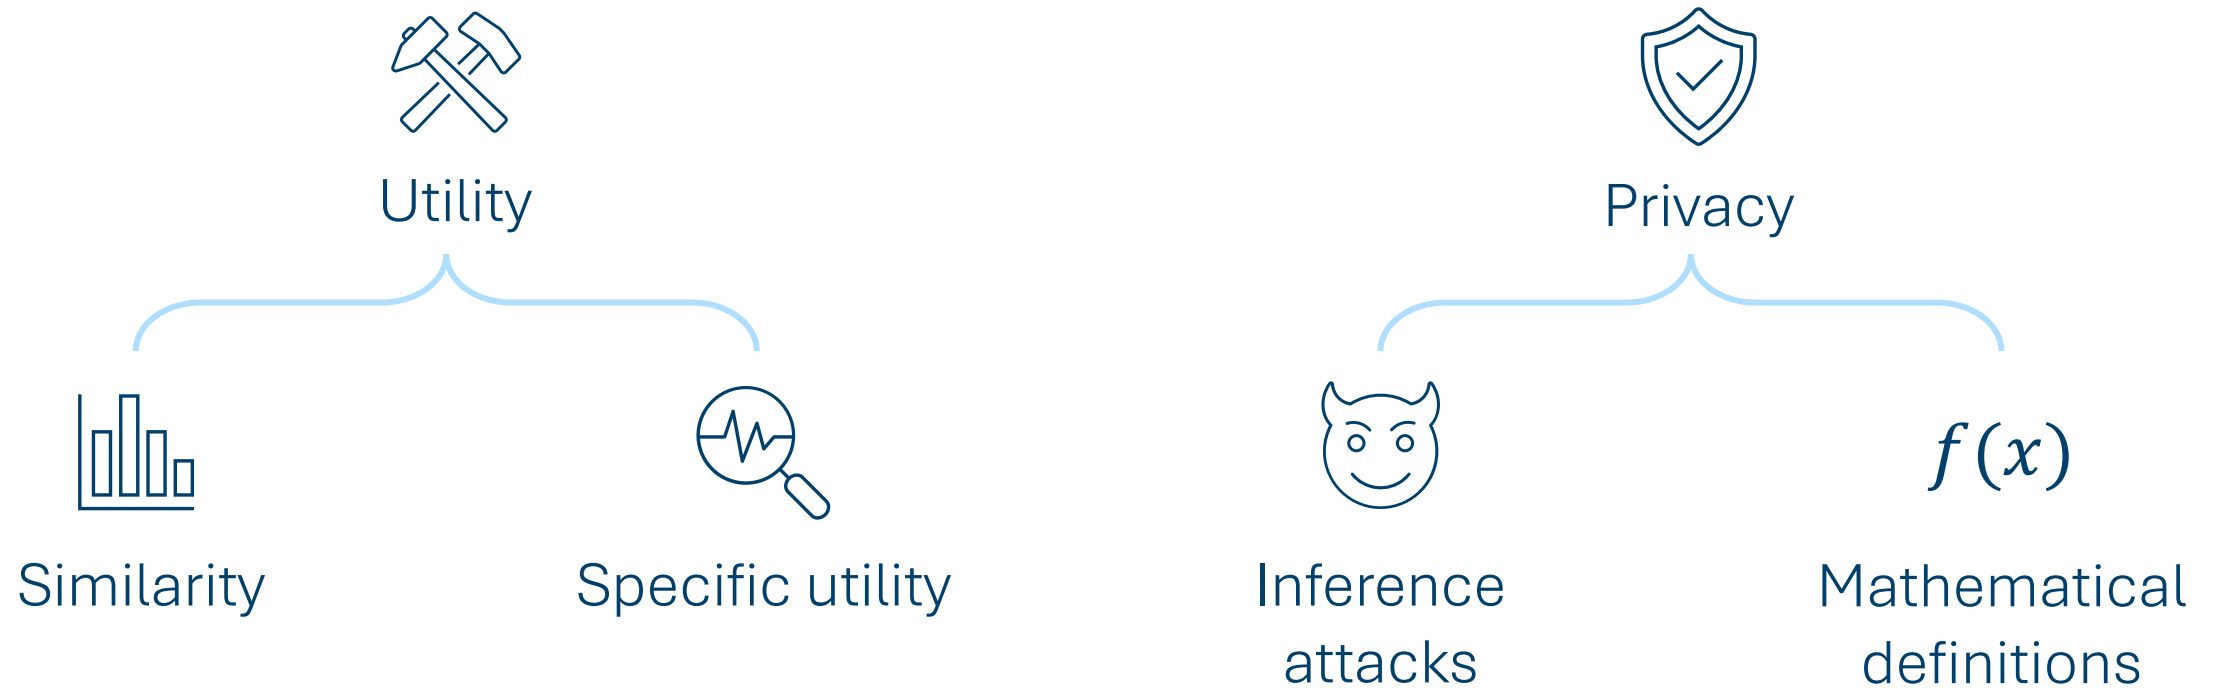 Utility
Privacy
Similarity
Specific utility
Inference
attacks
f(x)
Mathematical
definitions